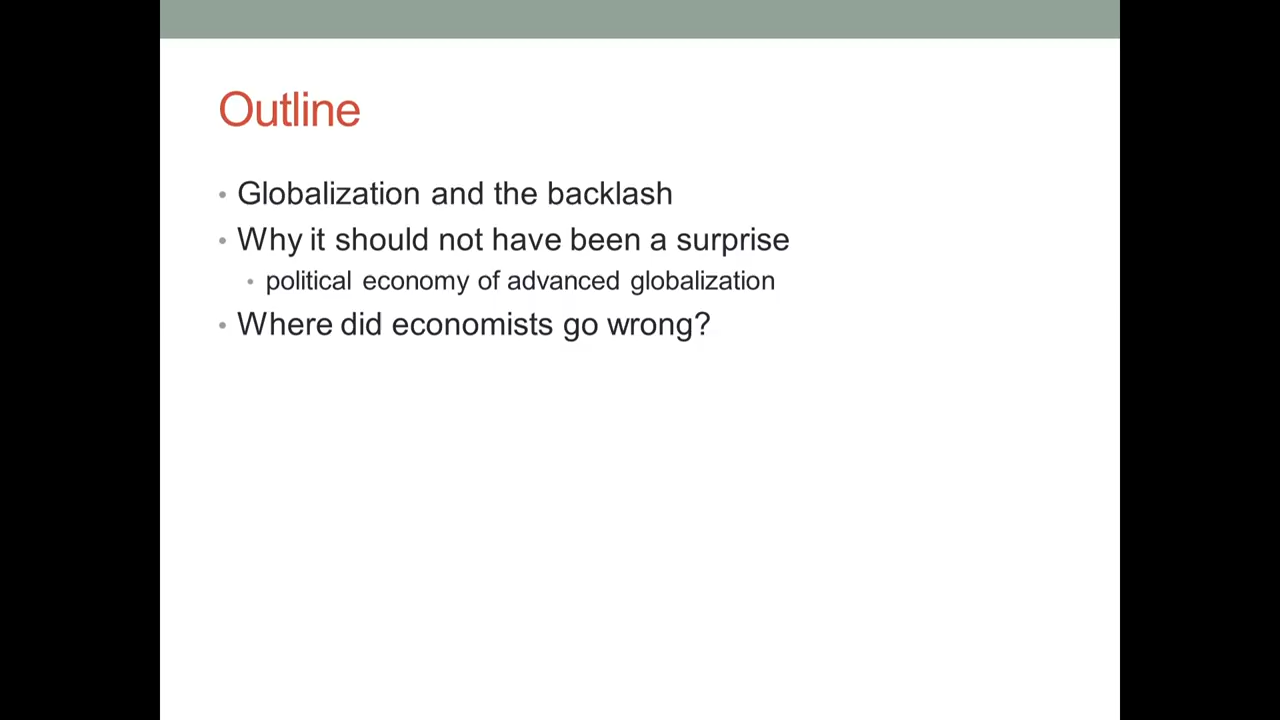 Outline
• Globalization and the backlash
• Why it should not have been a surprise
• political economy of advanced globalization
• Where did economists go wrong?